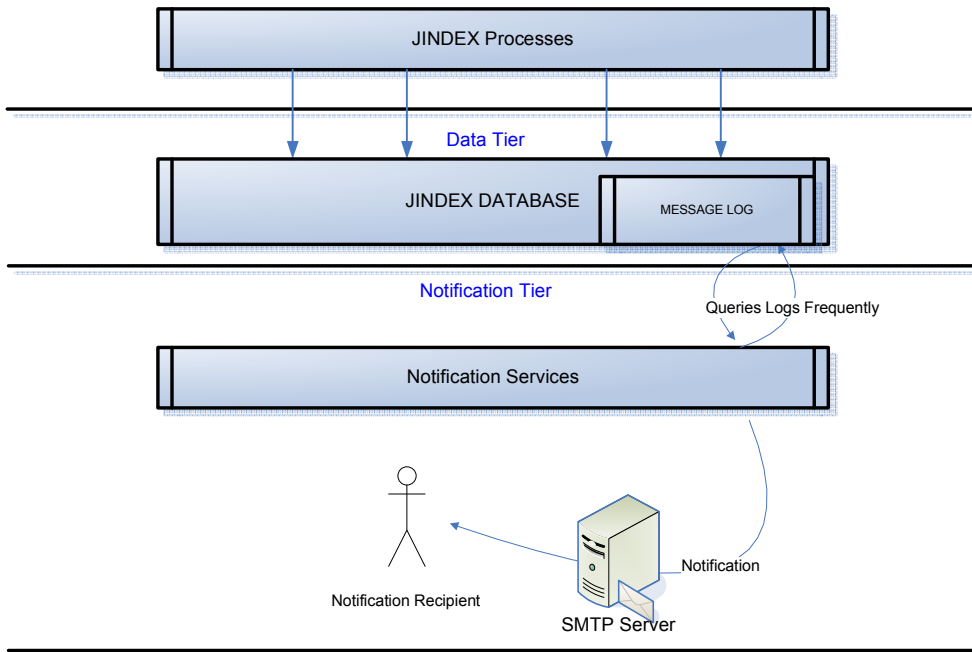 JINDEX Processes
Data Tier
JINDEX DATABASE
MESSAGE LOG
Notification Tier
Queries Logs Frequently
Notification Services
Notification
Notification Recipient
SMTP Server